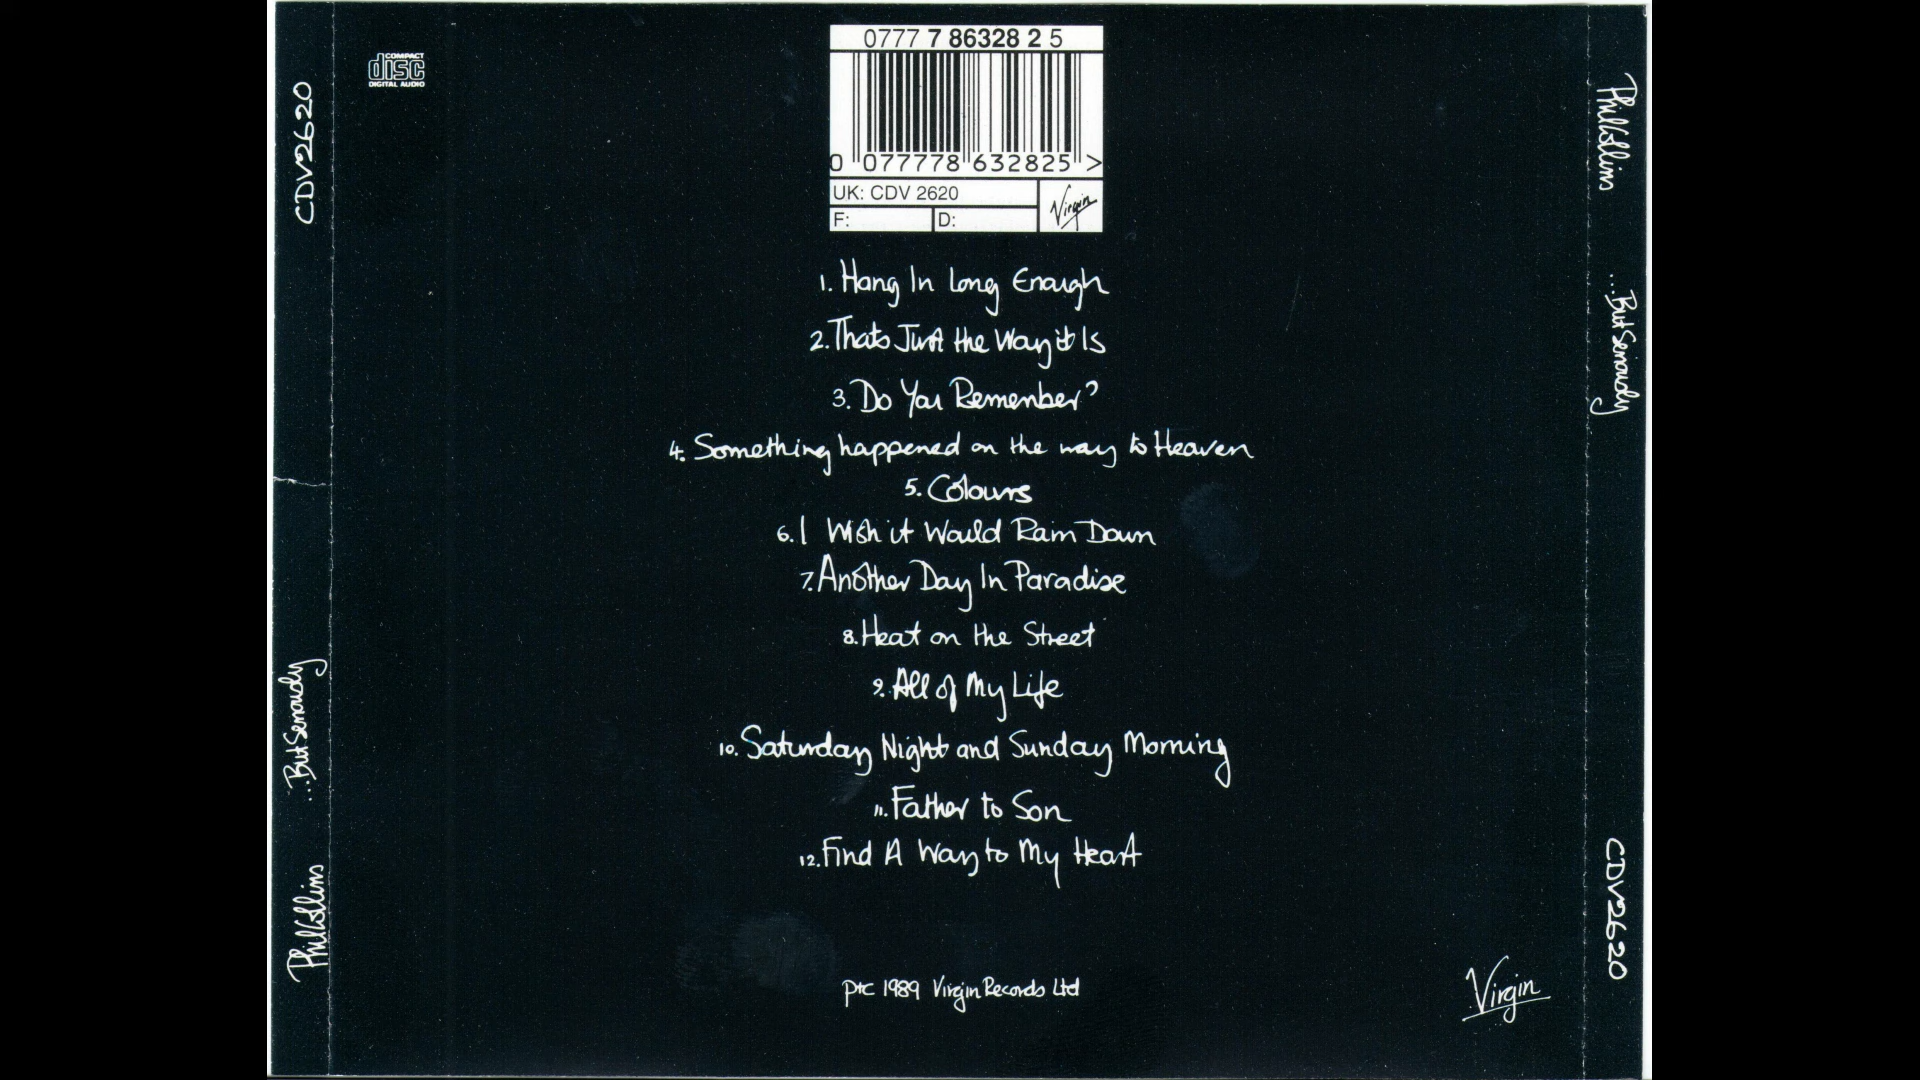 COMPACT
disc
DIGITAL AUDIO
0777 7 86328 2 5
0 077778 632825 >
UK: CDV 2620
F:
D:
Virgin
1. Hang In Long Enough
2. Thats Just the Way it Is
3. Do You Remember?
4. Something happened on the way to Heaven
5. Colours
6. I Wish it Would Rain Down
7. Another Day In Paradise
8. Heat on the Street
9. All of My Life
10. Saturday Night and Sunday Morning
11. Father to Son
12. Find A Way to My Heart
P+C 1989 Virgin Records Ltd
Virgin
Phil Collins
...But Seriously
CDV2620
Phil Collins
...But Seriously
CDV2620